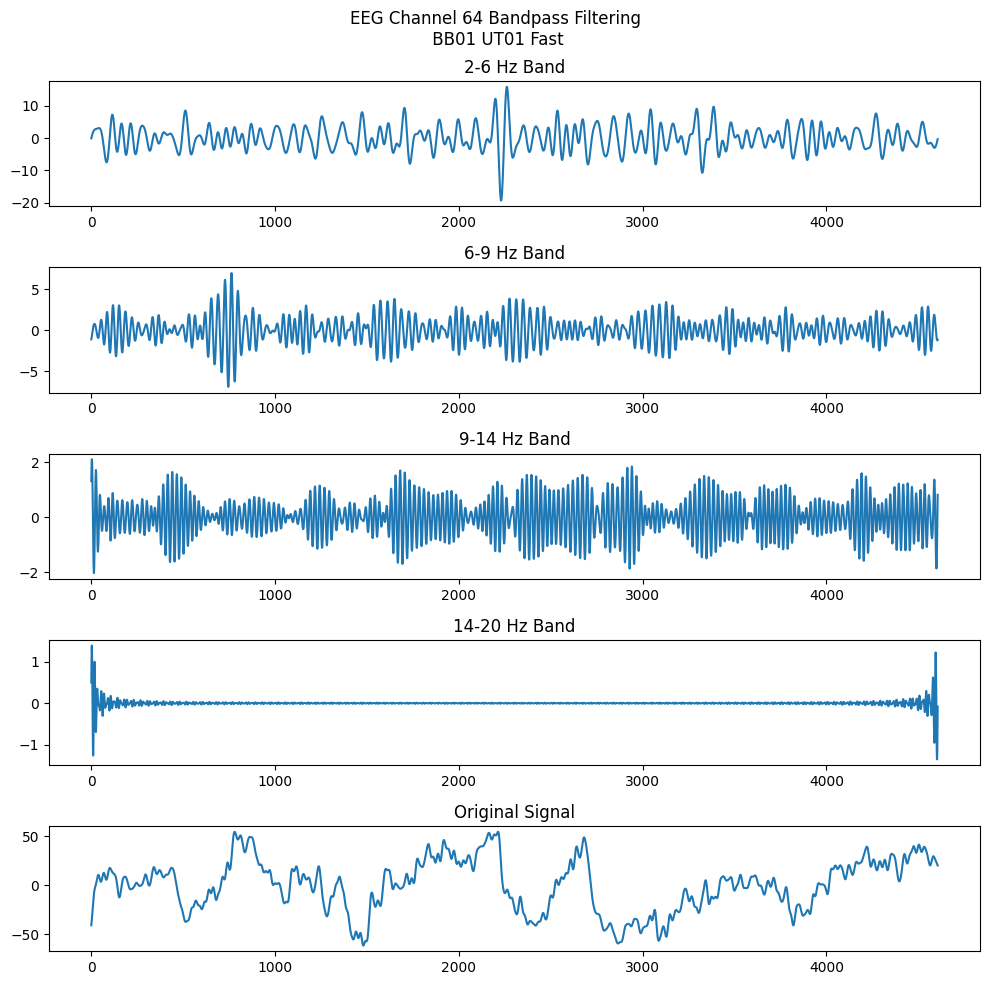 EEG Channel 64 Bandpass Filtering
BB01 UT01 Fast
2-6 Hz Band
10
0
−10
−20
0 1000 2000 3000 4000
6-9 Hz Band
5
0
−5
0 1000 2000 3000 4000
9-14 Hz Band
2
0
−2
0 1000 2000 3000 4000
14-20 Hz Band
1
0
−1
0 1000 2000 3000 4000
Original Signal
50
0
−50
0 1000 2000 3000 4000